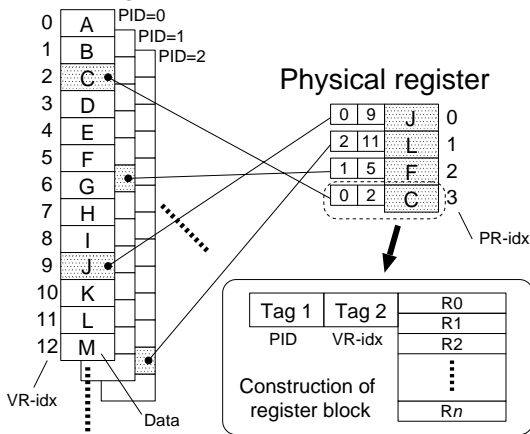 PID=0
PID=1
PID=2
0 A
1 B
2 C
3 D
4 E
5 F
6 G
7 H
8 I
9 J
10 K
11 L
12 M
VR-idx
Data
Physical register
0 9 J 0
2 11 L 1
1 5 F 2
0 2 C 3
PR-idx
Tag 1 Tag 2
PID VR-idx
R0
R1
R2
Rn
Construction of
register block